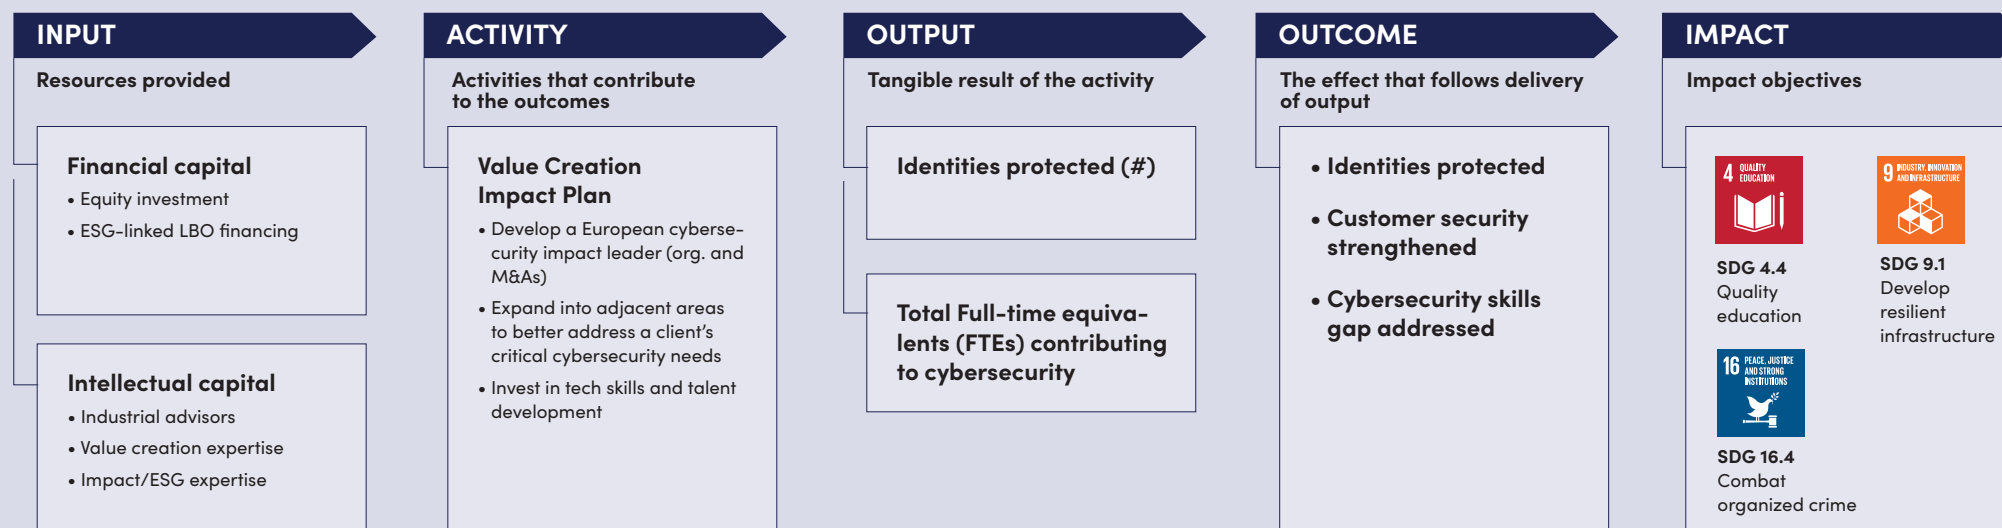 INPUT
Resources provided
Financial capital
• Equity investment
• ESG-linked LBO financing
Intellectual capital
• Industrial advisors
• Value creation expertise
• Impact/ESG expertise
ACTIVITY
Activities that contribute
to the outcomes
Value Creation
Impact Plan
• Develop a European cyberse-
curity impact leader (org. and
M&As)
• Expand into adjacent areas
to better address a client's
critical cybersecurity needs
• Invest in tech skills and talent
development
OUTPUT
Tangible result of the activity
Identities protected (#)
Total Full-time equiva-
lents (FTEs) contributing
to cybersecurity
OUTCOME
The effect that follows delivery
of output
• Identities protected
• Customer security
strengthened
• Cybersecurity skills
gap addressed
IMPACT
Impact objectives
4 QUALITY
EDUCATION
SDG 4.4
Quality
education
9 INDUSTRY, INNOVATION
AND INFRASTRUCTURE
SDG 9.1
Develop
resilient
infrastructure
16 PEACE, JUSTICE
AND STRONG
INSTITUTIONS
SDG 16.4
Combat
organized crime